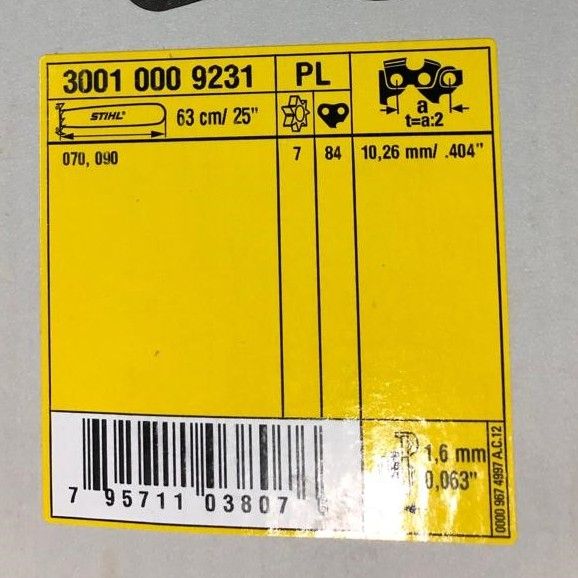 3001 000 9231 PL
STIHL® 63 cm/ 25"
a
t=a:2
070, 090 7 84 10,26 mm/ .404"
1,6 mm
0,063"
7 95711 03807
0000 967 4997 A.C.12